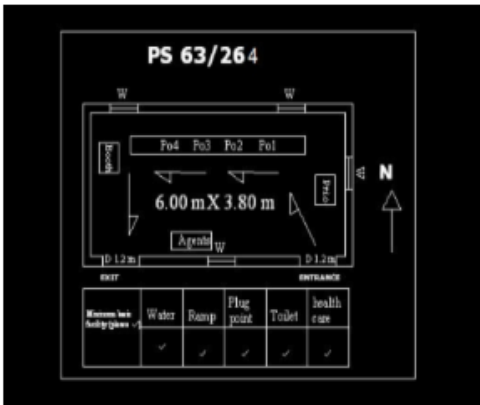 PS 63/264
W W
Po4 Po3 Po2 Po1
Booth
W
N
6.00 mX 3.80 m
Agents W
D 1.2m D 1.2m
EXIT ENTRANCE
Water Ramp Plug point Toilet health care
✓ ✓ ✓ ✓ ✓